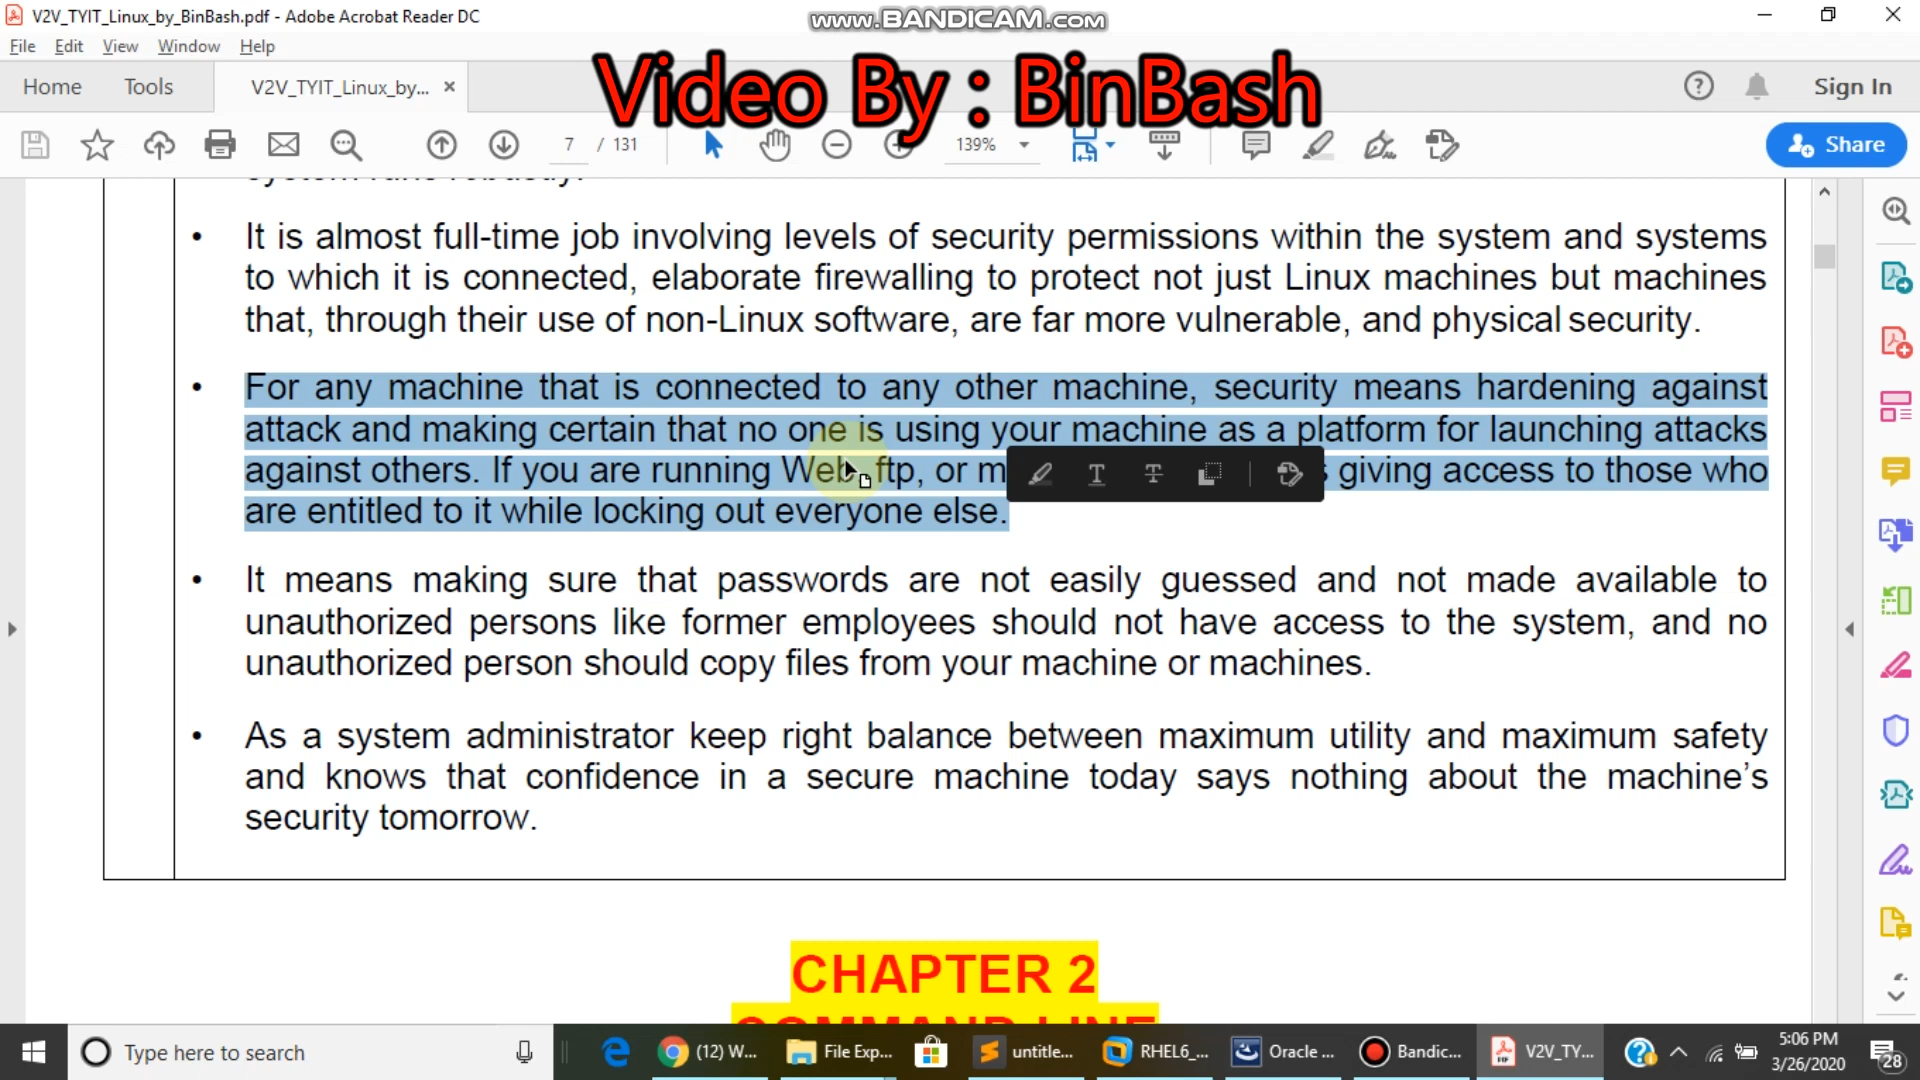 V2V_TYIT_Linux_by_BinBash.pdf - Adobe Acrobat Reader DC
www.BANDICAM.com
File Edit View Window Help
Home Tools V2V_TYIT_Linux_by... × Sign In
Video By : BinBash
7 / 131 139% Share
system runs robustly.
• It is almost full-time job involving levels of security permissions within the system and systems
to which it is connected, elaborate firewalling to protect not just Linux machines but machines
that, through their use of non-Linux software, are far more vulnerable, and physical security.
• For any machine that is connected to any other machine, security means hardening against
attack and making certain that no one is using your machine as a platform for launching attacks
against others. If you are running Web, ftp, or m giving access to those who
are entitled to it while locking out everyone else.
• It means making sure that passwords are not easily guessed and not made available to
unauthorized persons like former employees should not have access to the system, and no
unauthorized person should copy files from your machine or machines.
• As a system administrator keep right balance between maximum utility and maximum safety
and knows that confidence in a secure machine today says nothing about the machine's
security tomorrow.
CHAPTER 2
COMMAND LINE
Type here to search
(12) W... File Exp... untitle... RHEL6_... Oracle ... Bandic... V2V_TY...
5:06 PM
3/26/2020
28